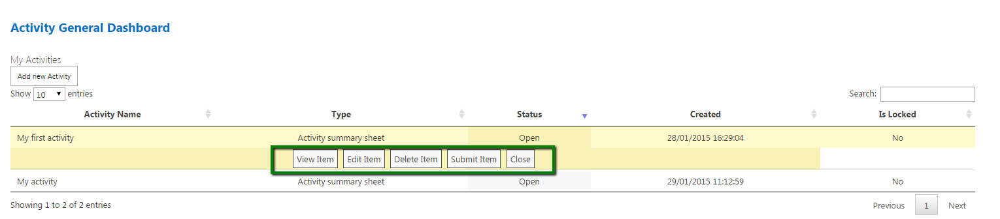 Activity General Dashboard
My Activities
Add new Activity
Show 10 entries Search:
Activity Name Type Status Created Is Locked
My first activity Activity summary sheet Open 28/01/2015 16:29:04 No
View Item Edit Item Delete Item Submit Item Close
My activity Activity summary sheet Open 29/01/2015 11:12:59 No
Showing 1 to 2 of 2 entries Previous 1 Next